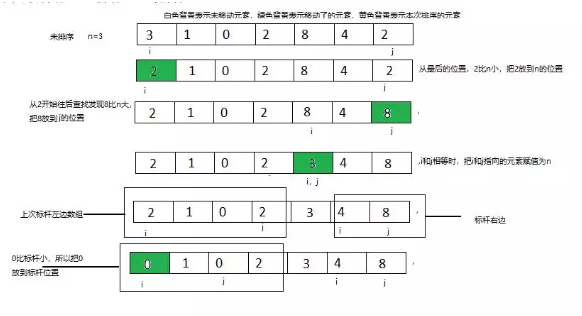 白色背景表示未移动元素，绿色背景表示移动了的元素，黄色背景表示本次排序的元素
未排序 n=3
3 1 0 2 8 4 2
i j
2 1 0 2 8 4 2
从最后的位置，2比n小，把2放到n的位置
i j
从2开始往后查找发现8比n大，
把8放到j的位置
2 1 0 2 8 4 8
i j
2 1 0 2 3 4 8
,i和j相等时，把i和j指向的元素赋值为n
i，j
上次标杆左边数组
2 1 0 2 3 4 8
标杆右边
i j i j
0比标杆小，所以把0
放到标杆位置
0 1 0 2 3 4 8
i j i j